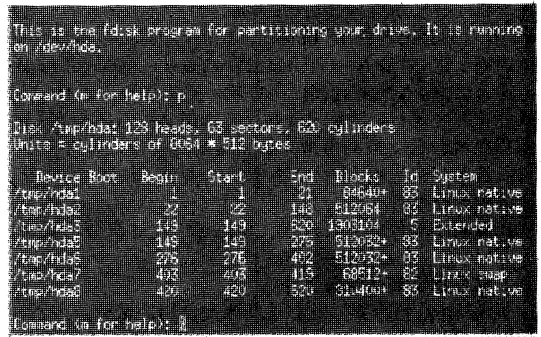 This is the fdisk program for partitioning your drive. It is running
on /dev/hda.
Command (m for help): p
Disk /tmp/hda: 128 heads, 63 sectors, 620 cylinders
Units = cylinders of 8064 * 512 bytes
Device Boot Begin Start End Blocks Id System
/tmp/hda1 1 1 21 84640+ 83 Linux native
/tmp/hda2 22 22 148 512064 83 Linux native
/tmp/hda3 149 149 620 1903104 5 Extended
/tmp/hda5 149 149 275 512032+ 83 Linux native
/tmp/hda6 276 276 402 512032+ 83 Linux native
/tmp/hda7 403 403 419 68512+ 82 Linux swap
/tmp/hda8 420 420 620 810400+ 83 Linux native
Command (m for help):